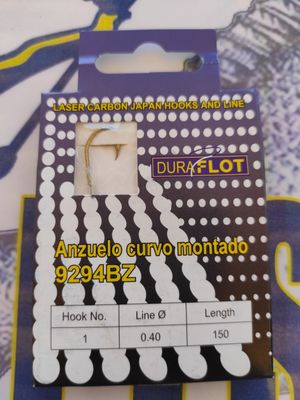 LASER CARBON JAPAN HOOKS AND LINE
DURAFLOT
Anzuelo curvo montado
9294BZ
Hook No. Line Ø Length
1 0.40 150